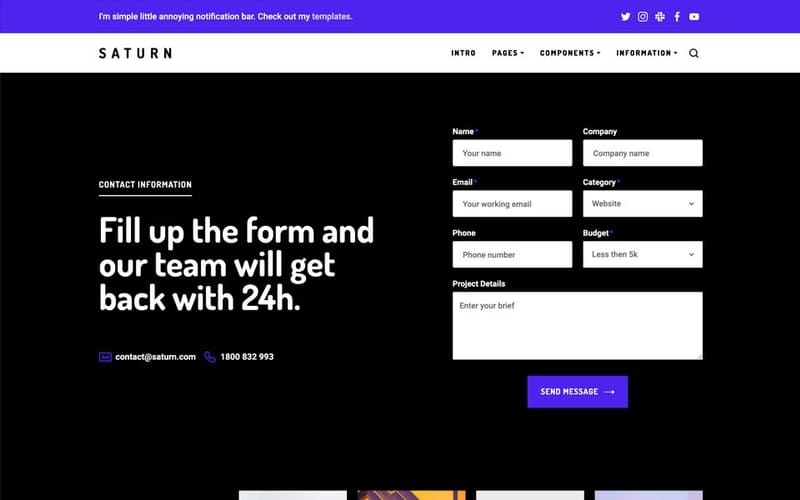 I'm simple little annoying notification bar. Check out my templates.
SATURN
INTRO PAGES COMPONENTS INFORMATION
CONTACT INFORMATION
Fill up the form and
our team will get
back with 24h.
contact@saturn.com 1800 832 993
Name* Company
Your name Company name
Email* Category*
Your working email Website
Phone Budget*
Phone number Less then 5k
Project Details
Enter your brief
SEND MESSAGE →